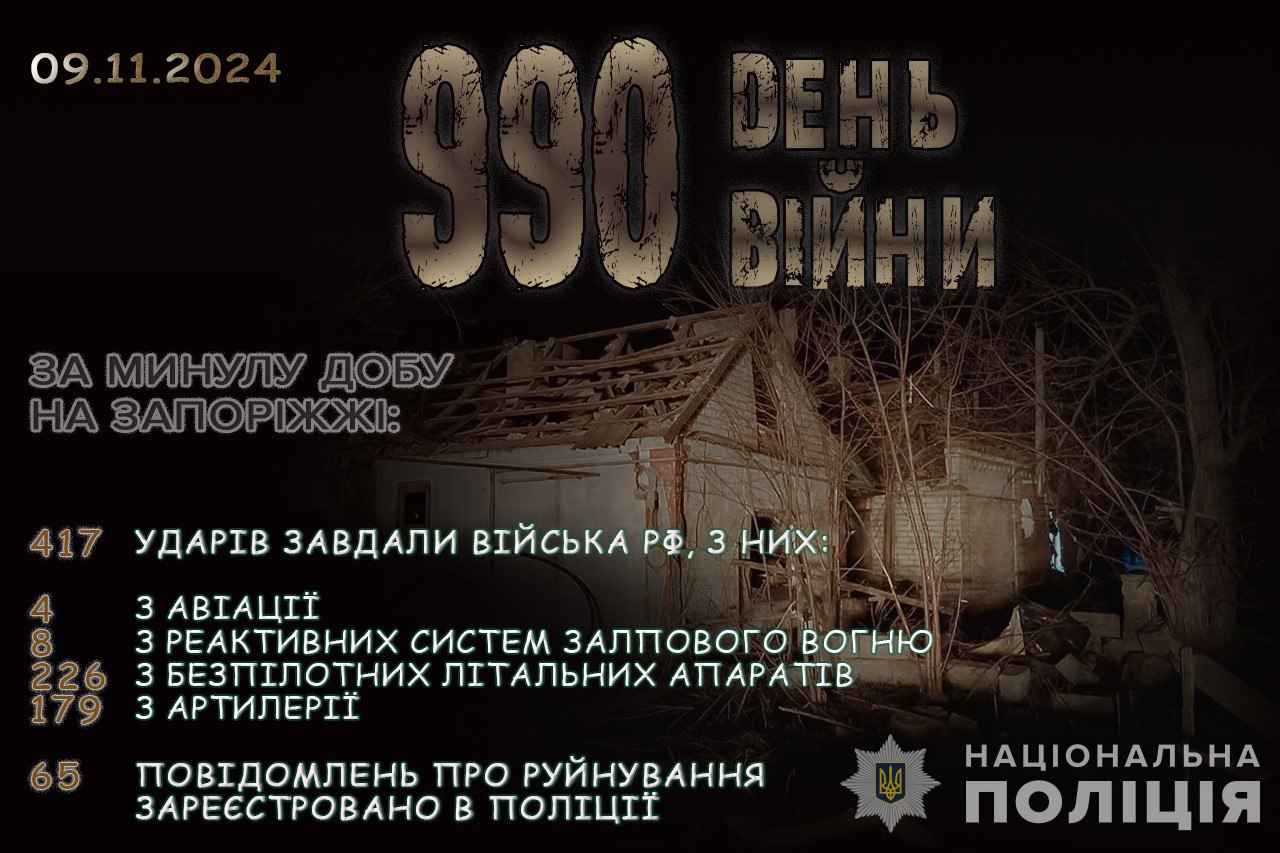 09.11.2024
990 ДЕНЬ
ВІЙНИ
ЗА МИНУЛУ ДОБУ
НА ЗАПОРІЖЖІ:
417 УДАРІВ ЗАВДАЛИ ВІЙСЬКА РФ, З НИХ:
4 З АВІАЦІЇ
8 З РЕАКТИВНИХ СИСТЕМ ЗАЛПОВОГО ВОГНЮ
226 З БЕЗПІЛОТНИХ ЛІТАЛЬНИХ АПАРАТІВ
179 З АРТИЛЕРІЇ
65 ПОВІДОМЛЕНЬ ПРО РУЙНУВАННЯ
ЗАРЕЄСТРОВАНО В ПОЛІЦІЇ
НАЦІОНАЛЬНА
ПОЛІЦІЯ